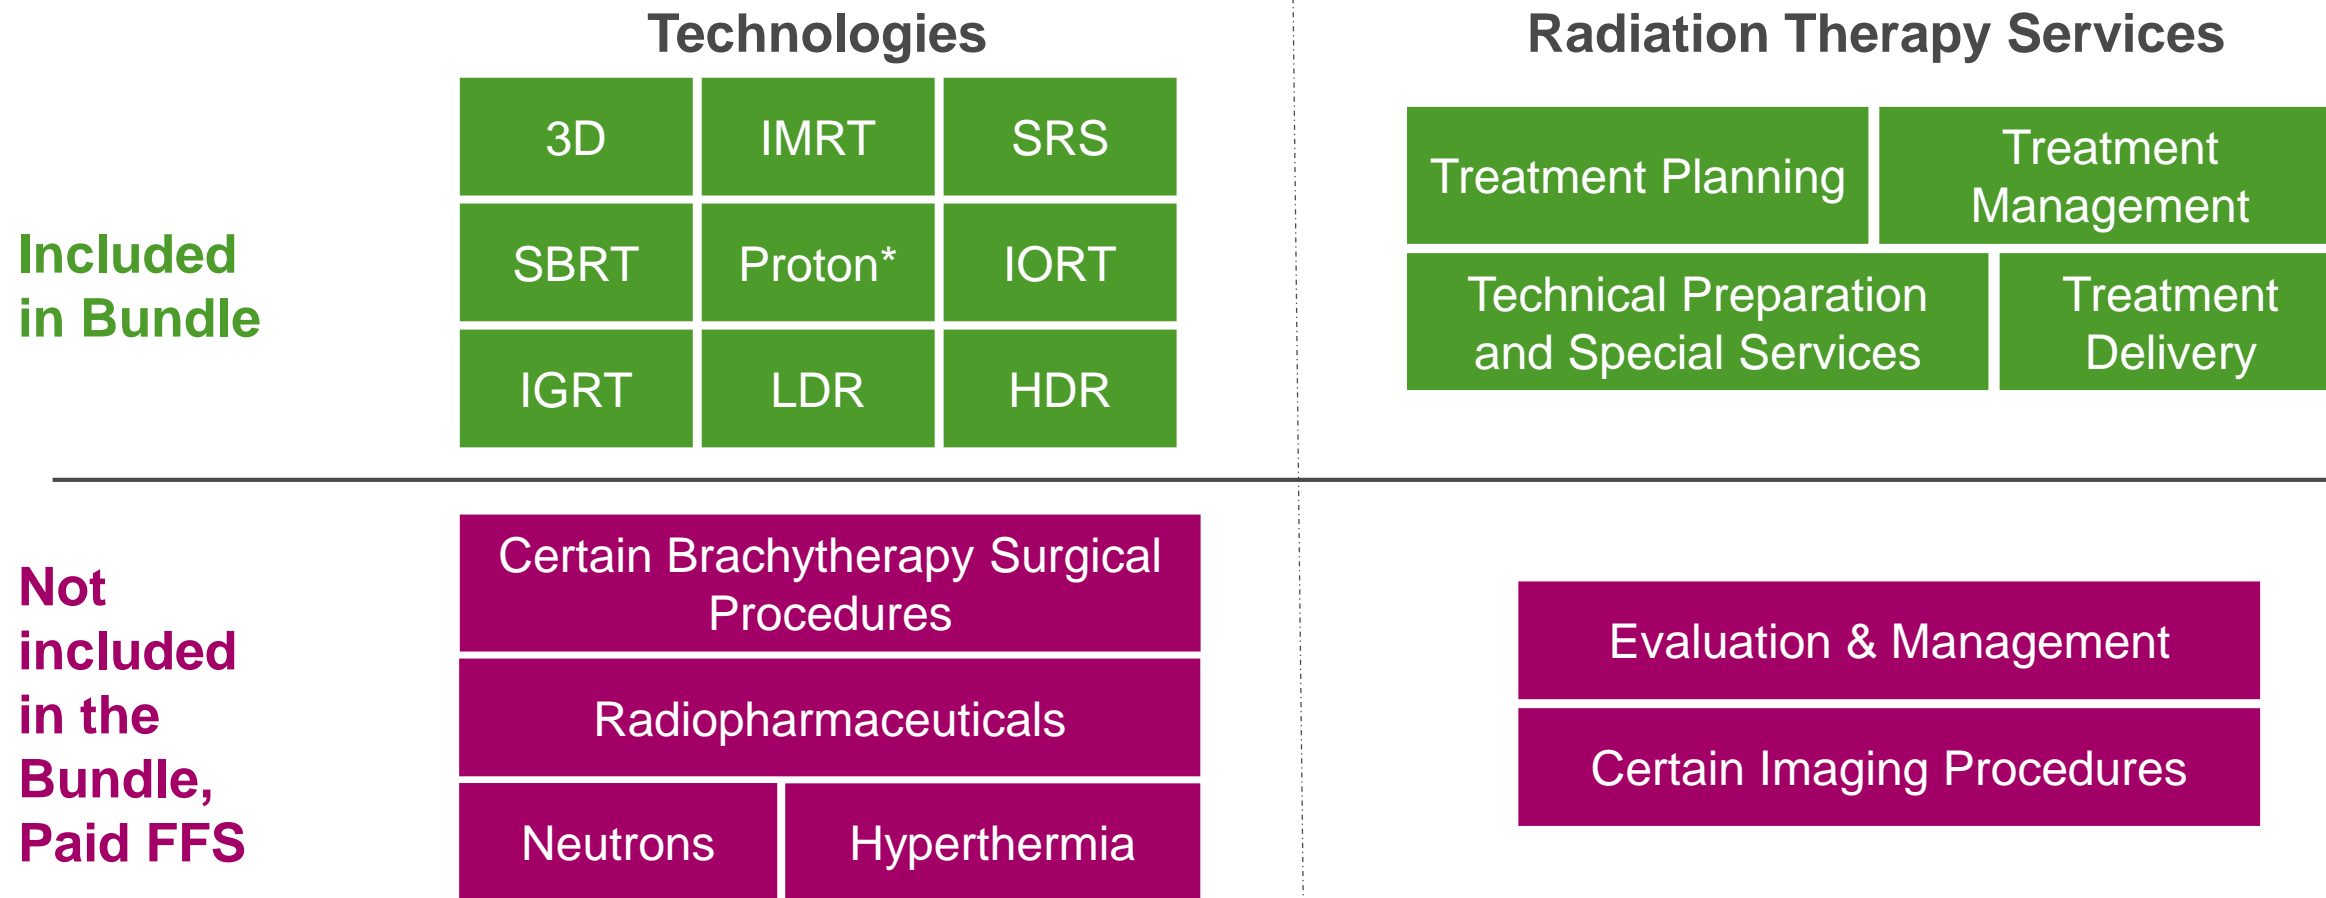 Technologies
Radiation Therapy Services
Included
in Bundle
3D
IMRT
SRS
SBRT
Proton*
IORT
IGRT
LDR
HDR
Treatment Planning
Treatment
Management
Technical Preparation
and Special Services
Treatment
Delivery
Not
included
in the
Bundle,
Paid FFS
Certain Brachytherapy Surgical
Procedures
Radiopharmaceuticals
Neutrons
Hyperthermia
Evaluation & Management
Certain Imaging Procedures